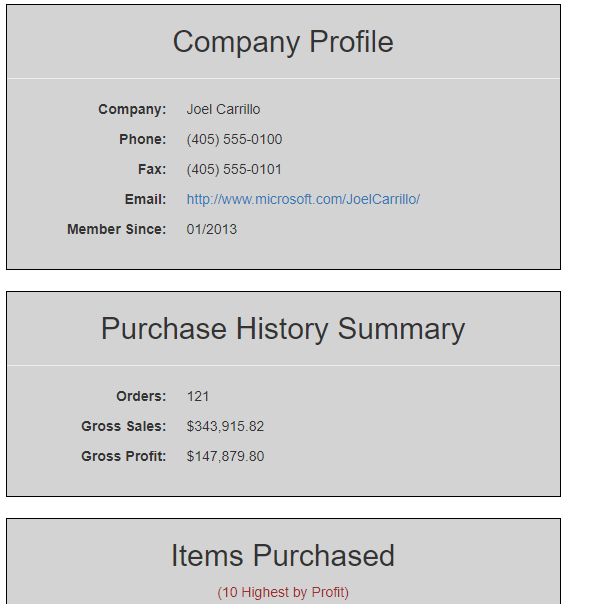 Company Profile
Company: Joel Carrillo
Phone: (405) 555-0100
Fax: (405) 555-0101
Email: http://www.microsoft.com/JoelCarrillo/
Member Since: 01/2013
Purchase History Summary
Orders: 121
Gross Sales: $343,915.82
Gross Profit: $147,879.80
Items Purchased
(10 Highest by Profit)